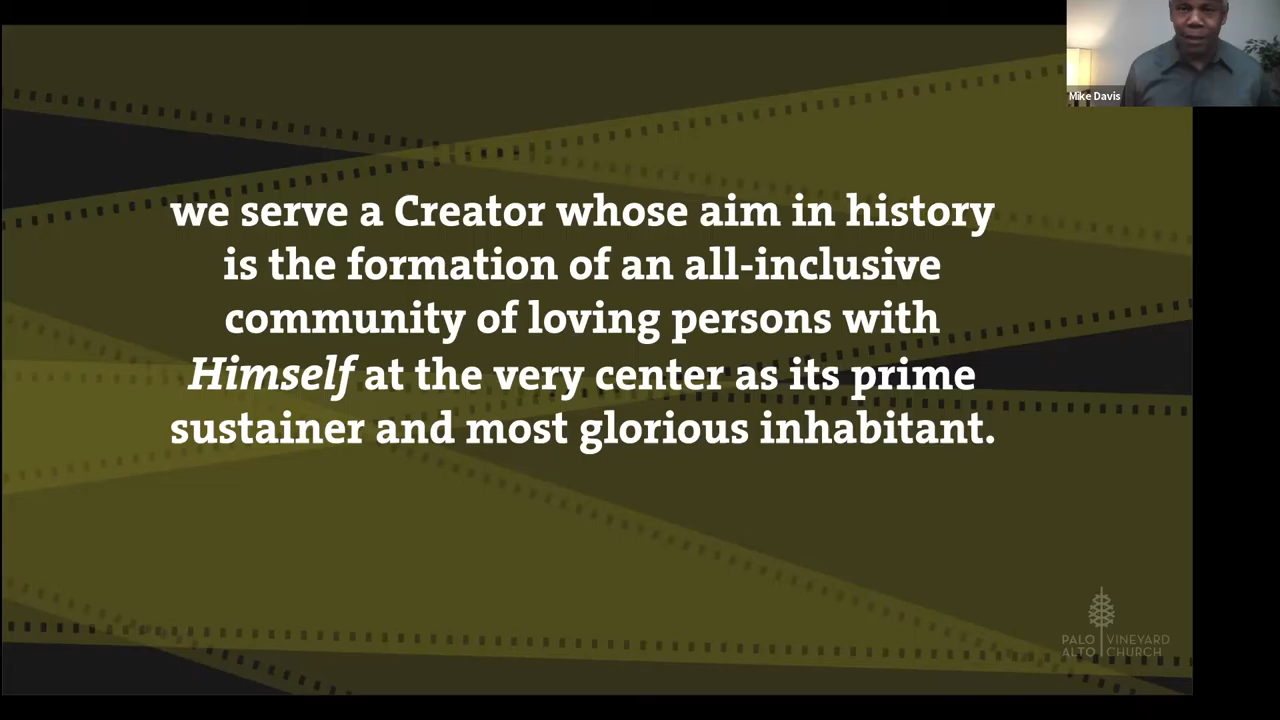 Mike Davis
we serve a Creator whose aim in history
is the formation of an all-inclusive
community of loving persons with
Himself at the very center as its prime
sustainer and most glorious inhabitant.
PALO VINEYARD
ALTO CHURCH